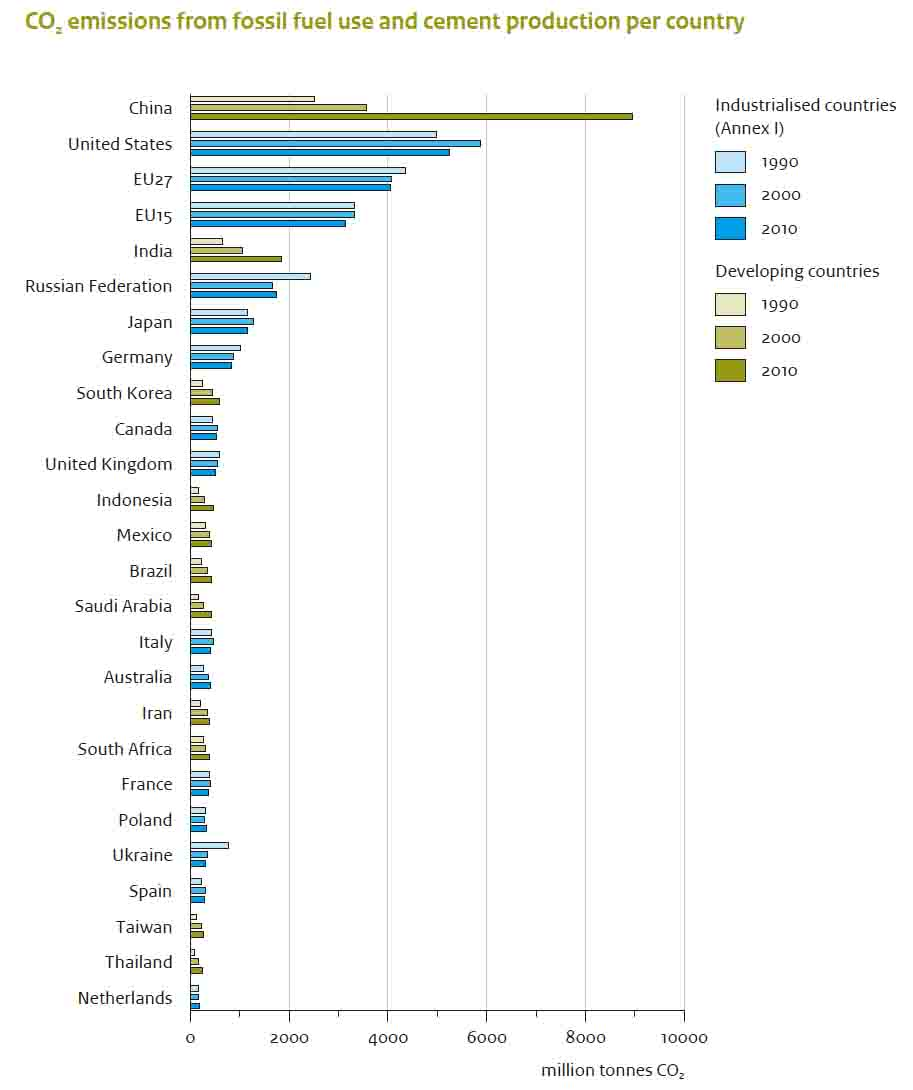 CO₂ emissions from fossil fuel use and cement production per country
China
United States
EU27
EU15
India
Russian Federation
Japan
Germany
South Korea
Canada
United Kingdom
Indonesia
Mexico
Brazil
Saudi Arabia
Italy
Australia
Iran
South Africa
France
Poland
Ukraine
Spain
Taiwan
Thailand
Netherlands
0 2000 4000 6000 8000 10000
million tonnes CO₂
Industrialised countries
(Annex I)
1990
2000
2010
Developing countries
1990
2000
2010